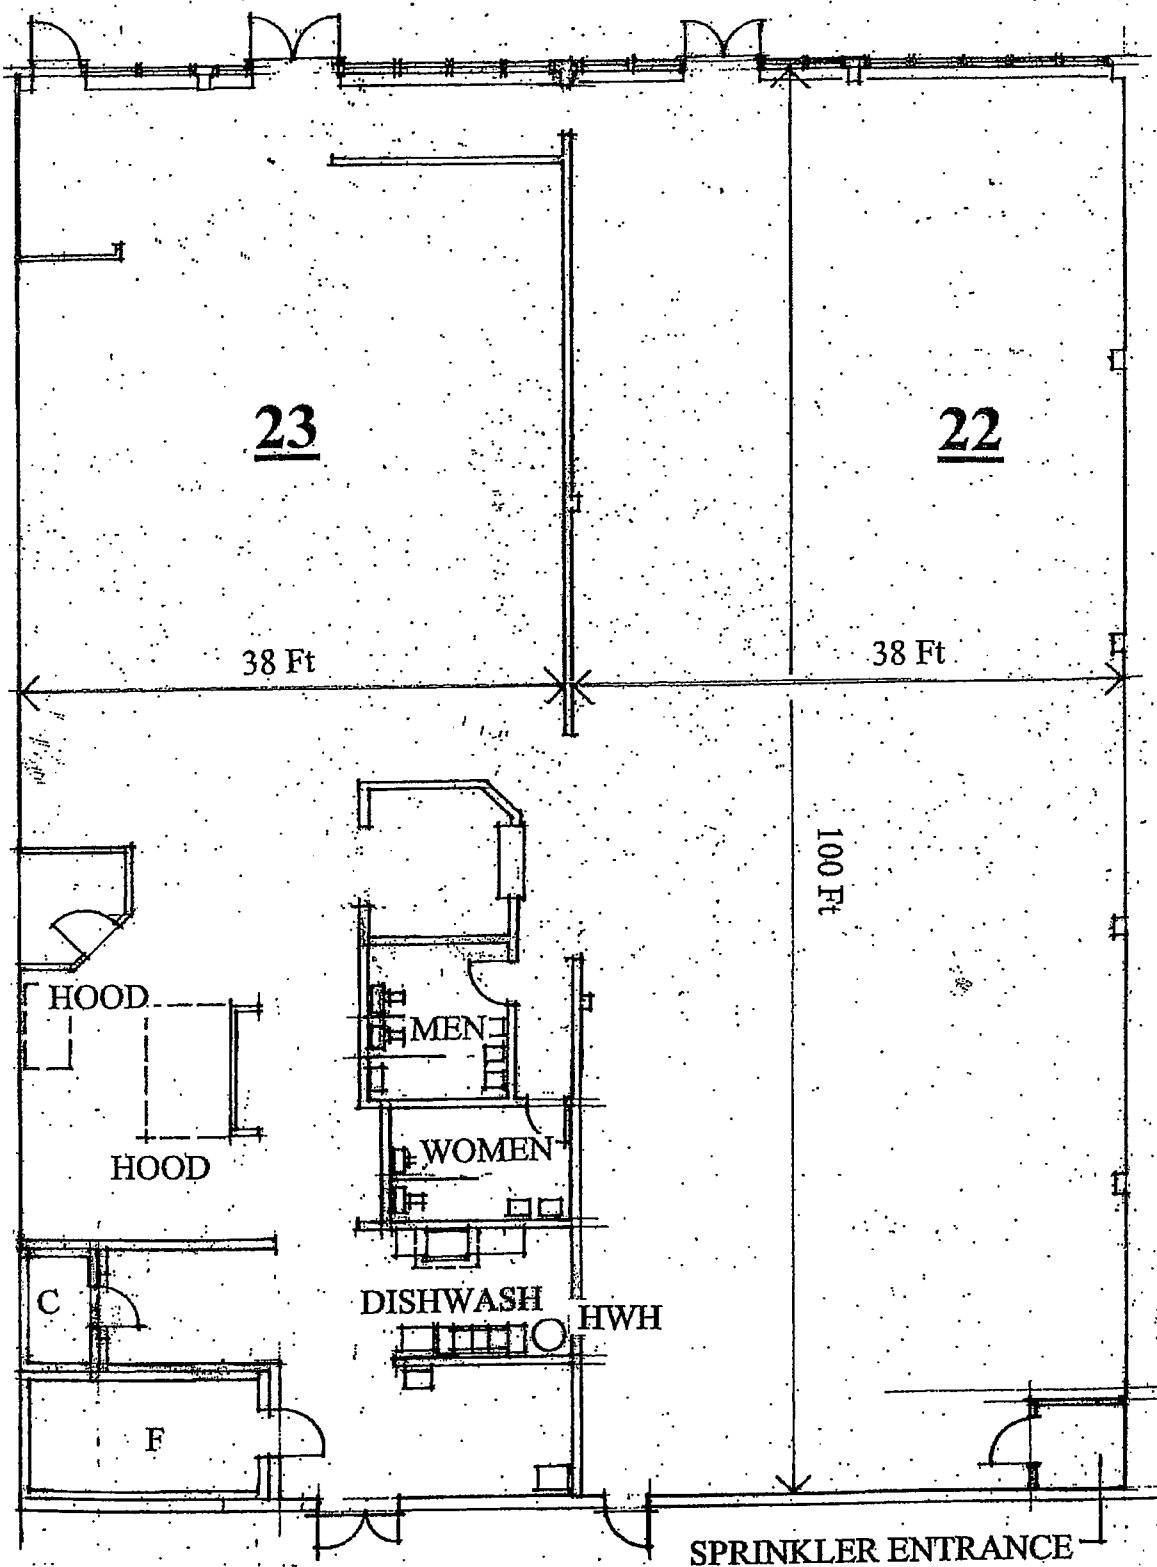 23
22
38 Ft
38 Ft
100 Ft
HOOD
MEN
HOOD
WOMEN
C
DISHWASH
HWH
F
SPRINKLER ENTRANCE